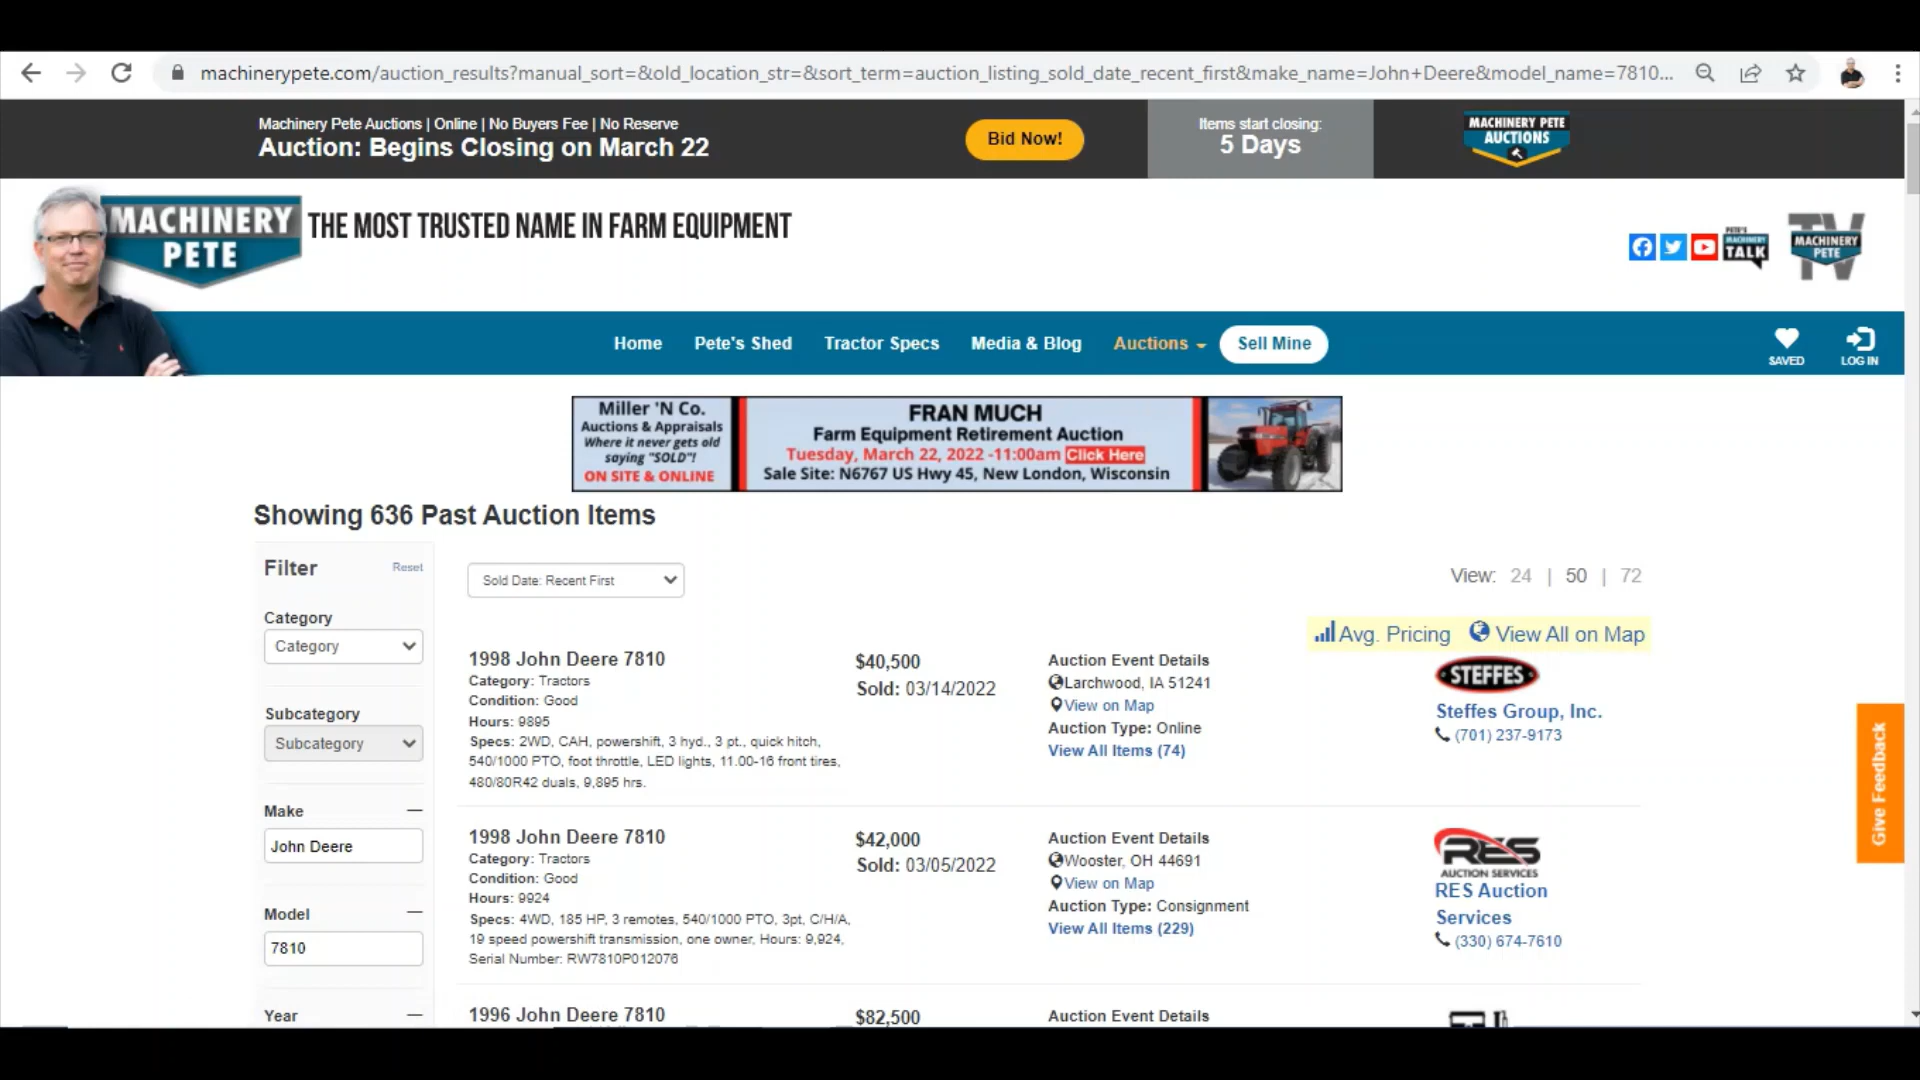 machinerypete.com/auction_results?manual_sort=&old_location_str=&sort_term=auction_listing_sold_date_recent_first&make_name=John+Deere&model_name=7810...
Machinery Pete Auctions | Online | No Buyers Fee | No Reserve
Auction: Begins Closing on March 22
Bid Now!
Items start closing:
5 Days
MACHINERY PETE
AUCTIONS
MACHINERY
PETE
THE MOST TRUSTED NAME IN FARM EQUIPMENT
PETE'S
MACHINERY
TALK
MACHINERY
PETE
TV
Home
Pete's Shed
Tractor Specs
Media & Blog
Auctions
Sell Mine
SAVED
LOG IN
Miller 'N Co.
Auctions & Appraisals
Where it never gets old
saying "SOLD"!
ON SITE & ONLINE
FRAN MUCH
Farm Equipment Retirement Auction
Tuesday, March 22, 2022 -11:00am Click Here
Sale Site: N6767 US Hwy 45, New London, Wisconsin
Showing 636 Past Auction Items
Filter
Reset
Category
Category
Subcategory
Subcategory
Make
John Deere
Model
7810
Year
Sold Date: Recent First
View: 24 | 50 | 72
Avg. Pricing
View All on Map
1998 John Deere 7810
Category: Tractors
Condition: Good
Hours: 9895
Specs: 2WD, CAH, powershift, 3 hyd., 3 pt., quick hitch,
540/1000 PTO, foot throttle, LED lights, 11.00-16 front tires,
480/80R42 duals, 9,895 hrs.
$40,500
Sold: 03/14/2022
Auction Event Details
Larchwood, IA 51241
View on Map
Auction Type: Online
View All Items (74)
STEFFES
Steffes Group, Inc.
(701) 237-9173
1998 John Deere 7810
Category: Tractors
Condition: Good
Hours: 9924
Specs: 4WD, 185 HP, 3 remotes, 540/1000 PTO, 3pt, C/H/A,
19 speed powershift transmission, one owner, Hours: 9,924,
Serial Number: RW7810P012076
$42,000
Sold: 03/05/2022
Auction Event Details
Wooster, OH 44691
View on Map
Auction Type: Consignment
View All Items (229)
RES
AUCTION SERVICES
RES Auction
Services
(330) 674-7610
1996 John Deere 7810
$82,500
Auction Event Details
Give Feedback